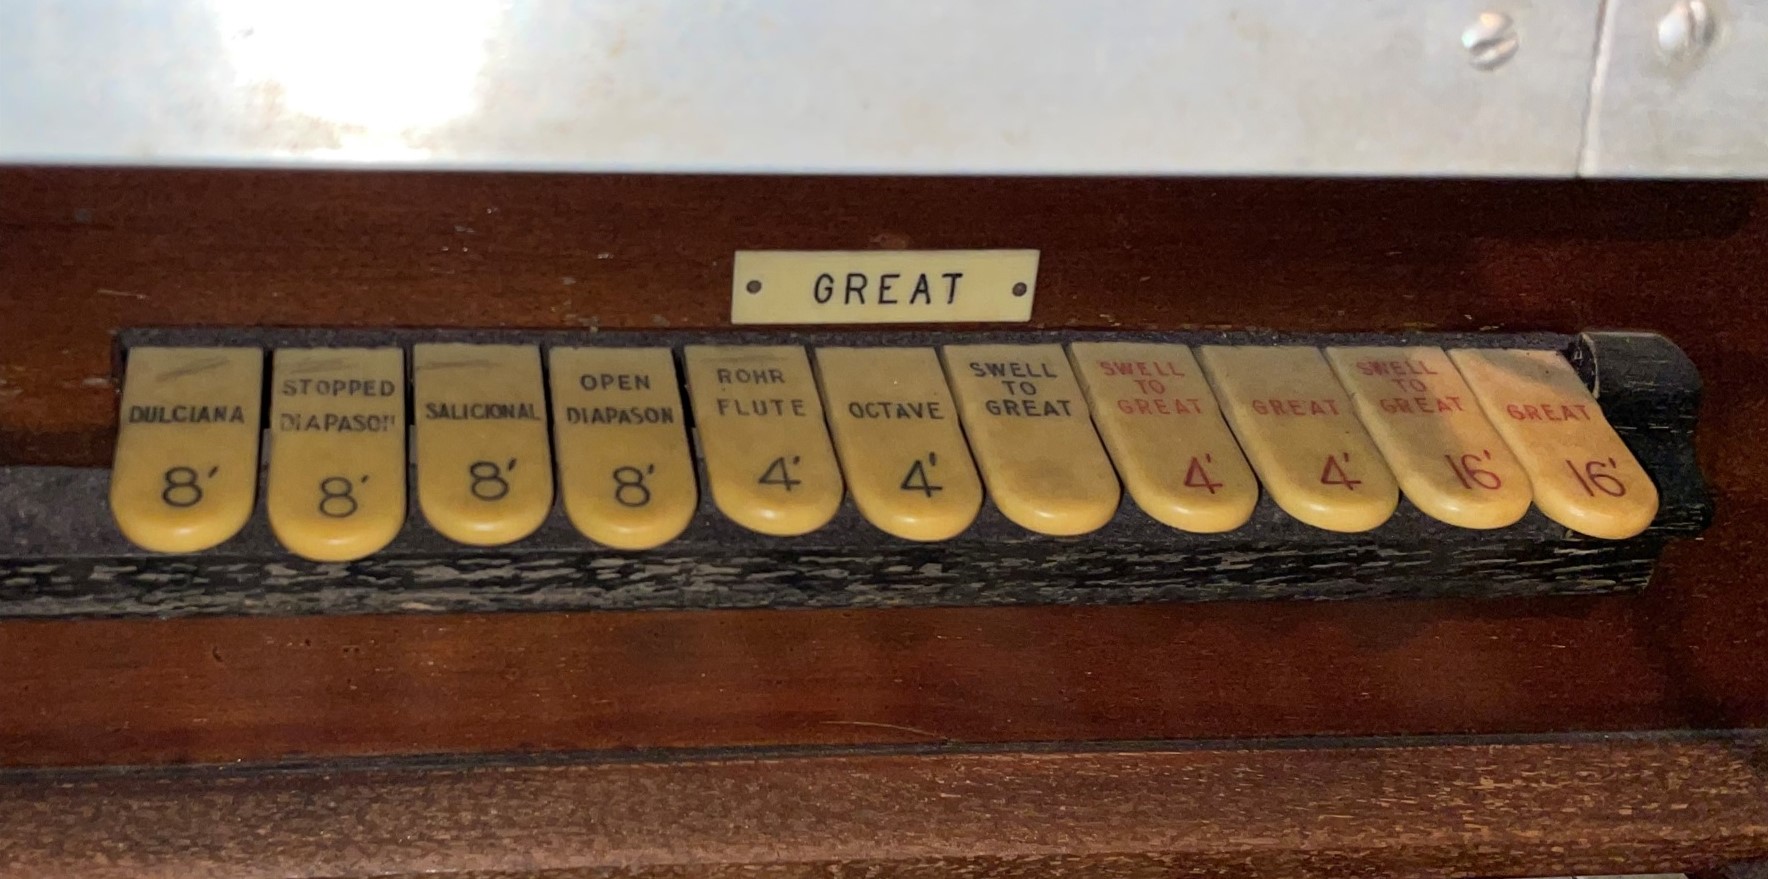 GREAT
DULCIANA
8'
STOPPED
DIAPASON
8'
SALICIONAL
8'
OPEN
DIAPASON
8'
ROHR
FLUTE
4'
OCTAVE
4'
SWELL
TO
GREAT
SWELL
TO
GREAT
4'
GREAT
4'
SWELL
TO
GREAT
16'
GREAT
16'